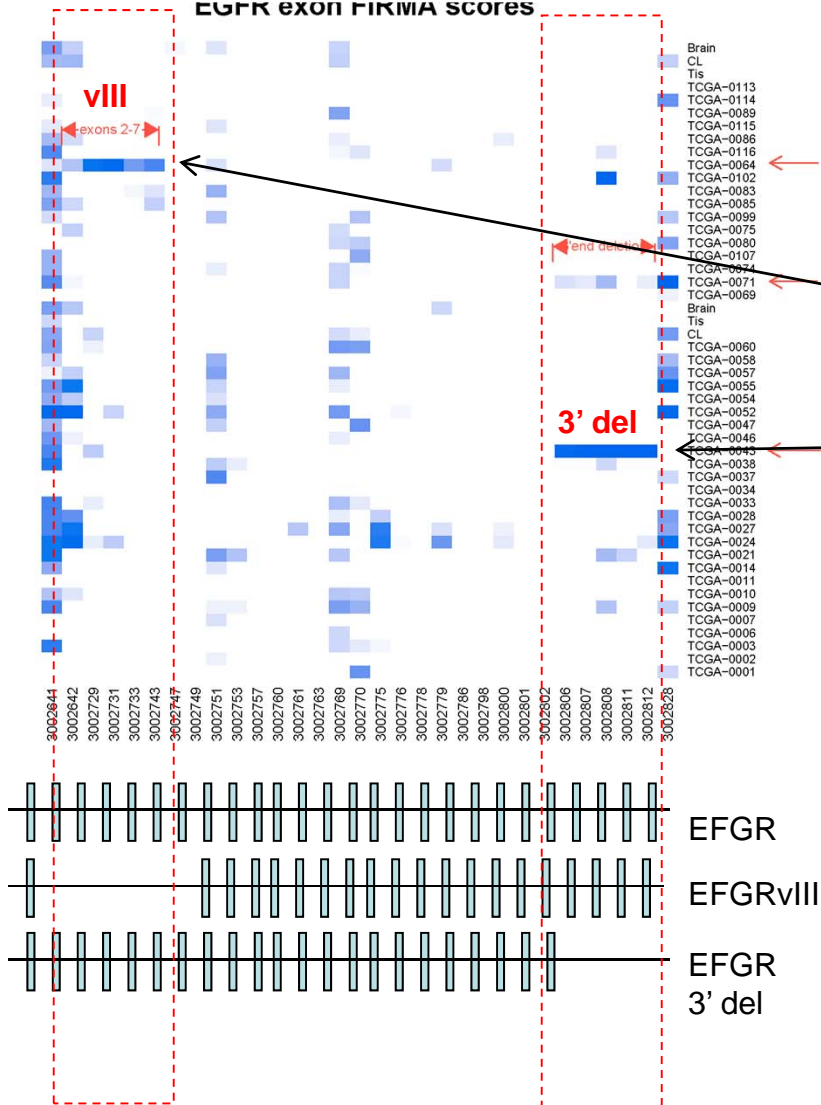 EGFR exon FIRMA scores
Brain
CL
Tis
TCGA-0113
TCGA-0114
TCGA-0089
TCGA-0115
TCGA-0086
TCGA-0116
TCGA-0064
TCGA-0102
TCGA-0083
TCGA-0085
TCGA-0099
TCGA-0075
TCGA-0080
TCGA-0107
TCGA-0074
TCGA-0071
TCGA-0069
Brain
Tis
CL
TCGA-0060
TCGA-0058
TCGA-0057
TCGA-0055
TCGA-0054
TCGA-0052
TCGA-0047
TCGA-0046
TCGA-0043
TCGA-0038
TCGA-0037
TCGA-0034
TCGA-0033
TCGA-0028
TCGA-0027
TCGA-0024
TCGA-0021
TCGA-0014
TCGA-0011
TCGA-0010
TCGA-0009
TCGA-0007
TCGA-0006
TCGA-0003
TCGA-0002
TCGA-0001
vIII
exons 2-7
'end deletion
3' del
3002641
3002642
3002729
3002731
3002733
3002743
3002747
3002749
3002751
3002753
3002757
3002760
3002761
3002763
3002769
3002770
3002775
3002776
3002778
3002779
3002786
3002798
3002800
3002801
3002802
3002806
3002807
3002808
3002811
3002812
3002828
EFGR
EFGRvIII
EFGR
3' del